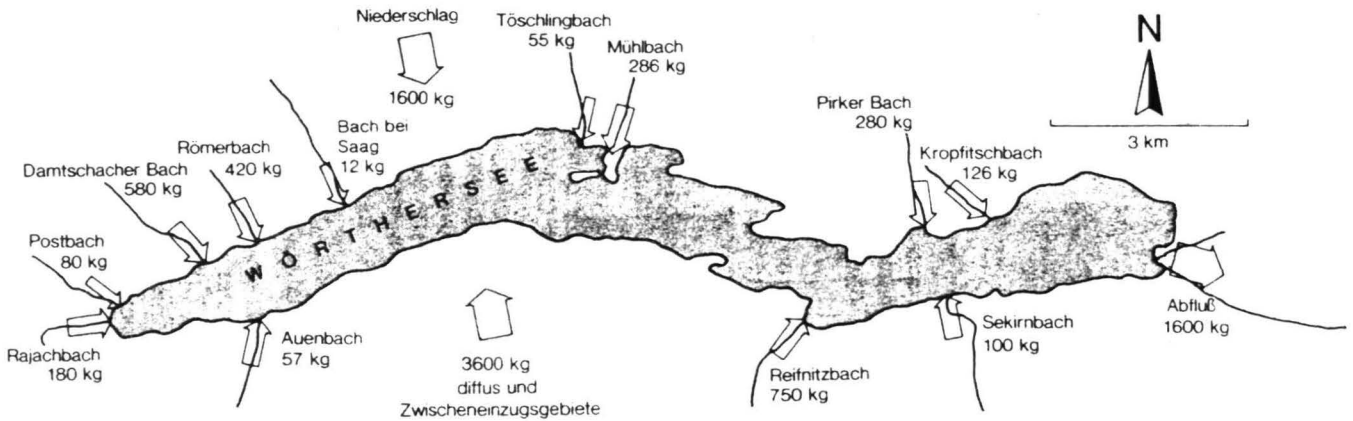 Niederschlag
1600 kg
Töschlingbach
55 kg
Mühlbach
286 kg
N
3 km
Pirker Bach
280 kg
Kropfitschbach
126 kg
Bach bei
Saag
12 kg
Römerbach
420 kg
Damtschacher Bach
580 kg
Postbach
80 kg
WÖRTHERSEE
Rajachbach
180 kg
Auenbach
57 kg
3600 kg
diffus und
Zwischeneinzugsgebiete
Reifnitzbach
750 kg
Sekirnbach
100 kg
Abfluß
1600 kg